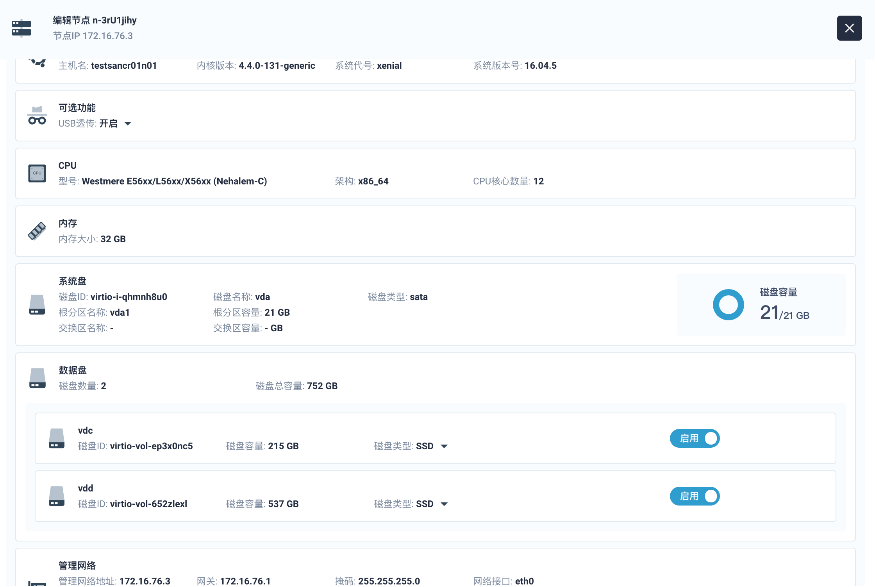 编辑节点 n-3rU1jihy
节点IP 172.16.76.3
主机名: testsancr01n01 内核版本: 4.4.0-131-generic 系统代号: xenial 系统版本号: 16.04.5
可选功能
USB透传: 开启
CPU
型号: Westmere E56xx/L56xx/X56xx (Nehalem-C) 架构: x86_64 CPU核心数量: 12
内存
内存大小: 32 GB
系统盘
磁盘ID: virtio-i-qhmnh8u0 磁盘名称: vda 磁盘类型: sata
根分区名称: vda1 根分区容量: 21 GB
交换区名称: - 交换区容量: - GB
磁盘容量
21/21 GB
数据盘
磁盘数量: 2 磁盘总容量: 752 GB
vdc
磁盘ID: virtio-vol-ep3x0nc5 磁盘容量: 215 GB 磁盘类型: SSD 启用
vdd
磁盘ID: virtio-vol-652zlexl 磁盘容量: 537 GB 磁盘类型: SSD 启用
管理网络
管理网络地址: 172.16.76.3 网关: 172.16.76.1 掩码: 255.255.255.0 网络接口: eth0